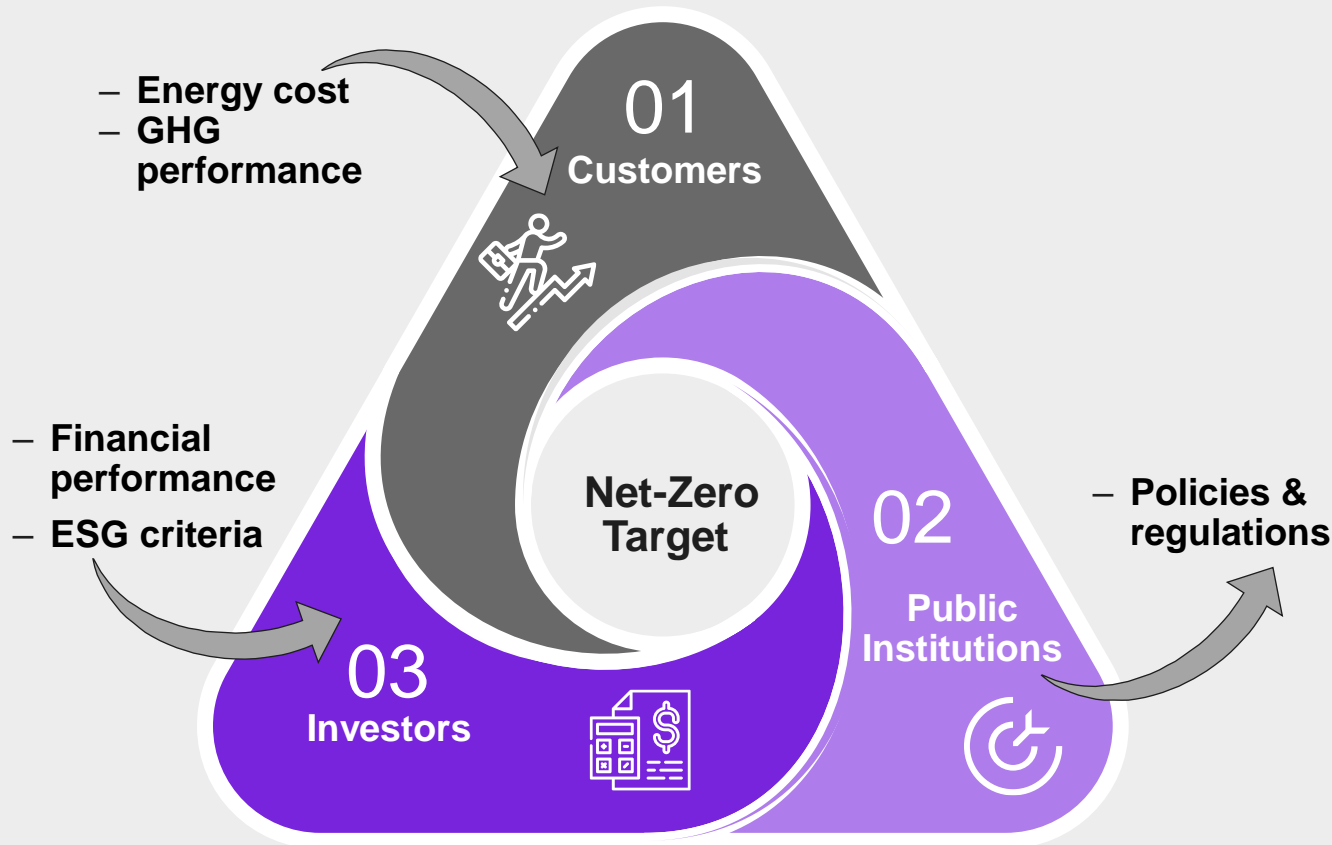 – Energy cost
– GHG
performance
01
Customers
– Financial
performance
– ESG criteria
Net-Zero
Target
02
Public
Institutions
– Policies &
regulations
03
Investors
$